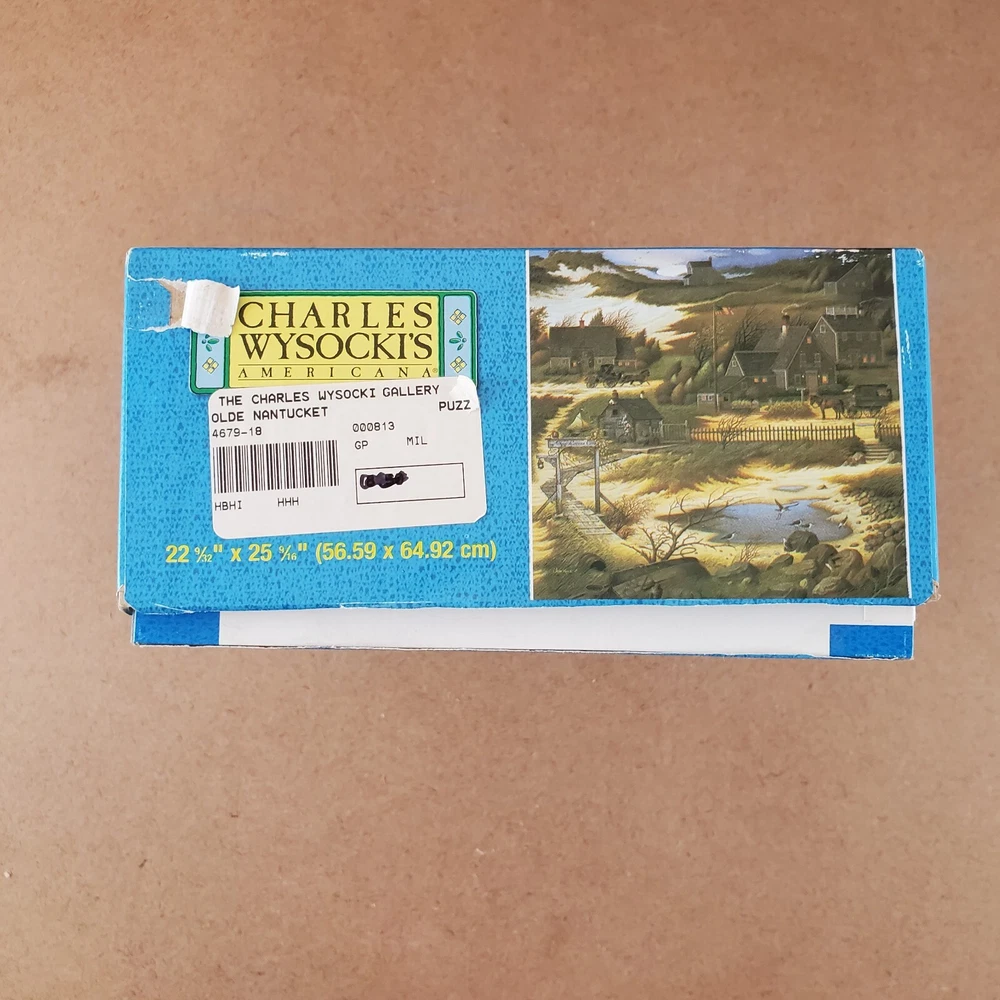 CHARLES
WYSOCKI'S
AMERICANA
THE CHARLES WYSOCKI GALLERY
OLDE NANTUCKET PUZZ
4679-18 000813
GP MIL
HBHI HHH
22 9/32" x 25 9/16" (56.59 x 64.92 cm)